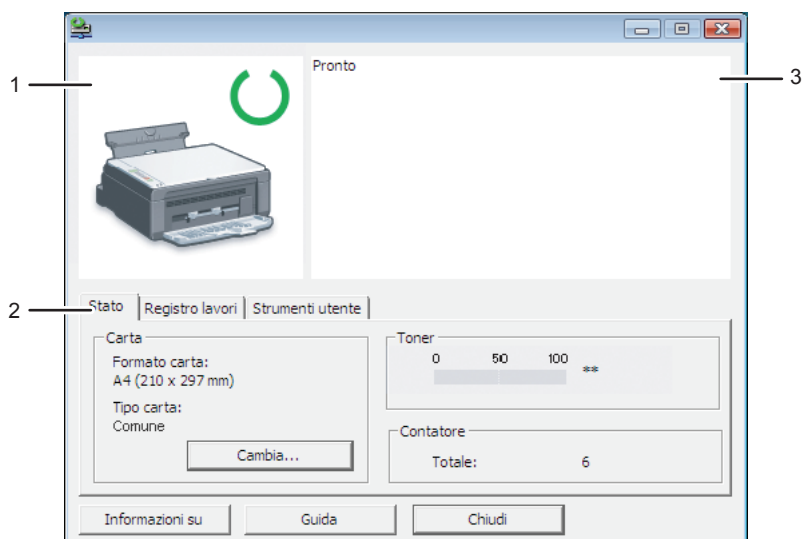 Pronto
1
3
2
Stato
Registro lavori
Strumenti utente
Carta
Formato carta:
A4 (210 x 297 mm)
Tipo carta:
Comune
Cambia...
Toner
0 50 100
**
Contatore
Totale: 6
Informazioni su
Guida
Chiudi